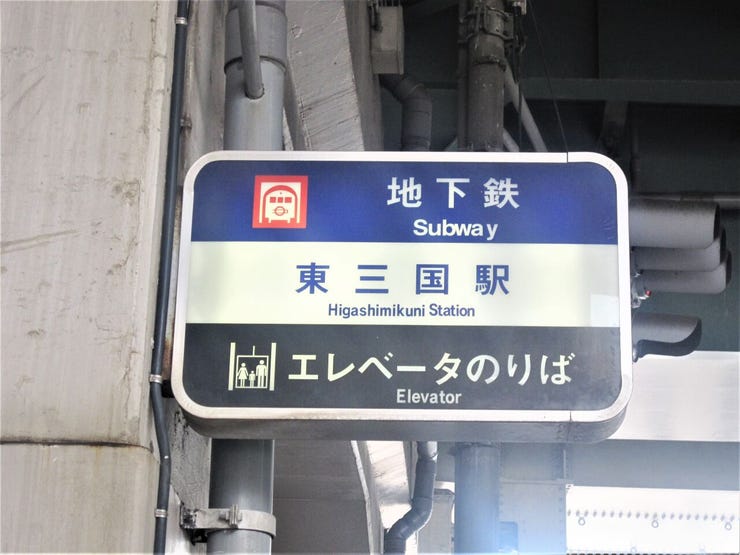 地下鉄
Subway
東三国駅
Higashimikuni Station
エレベータのりば
Elevator